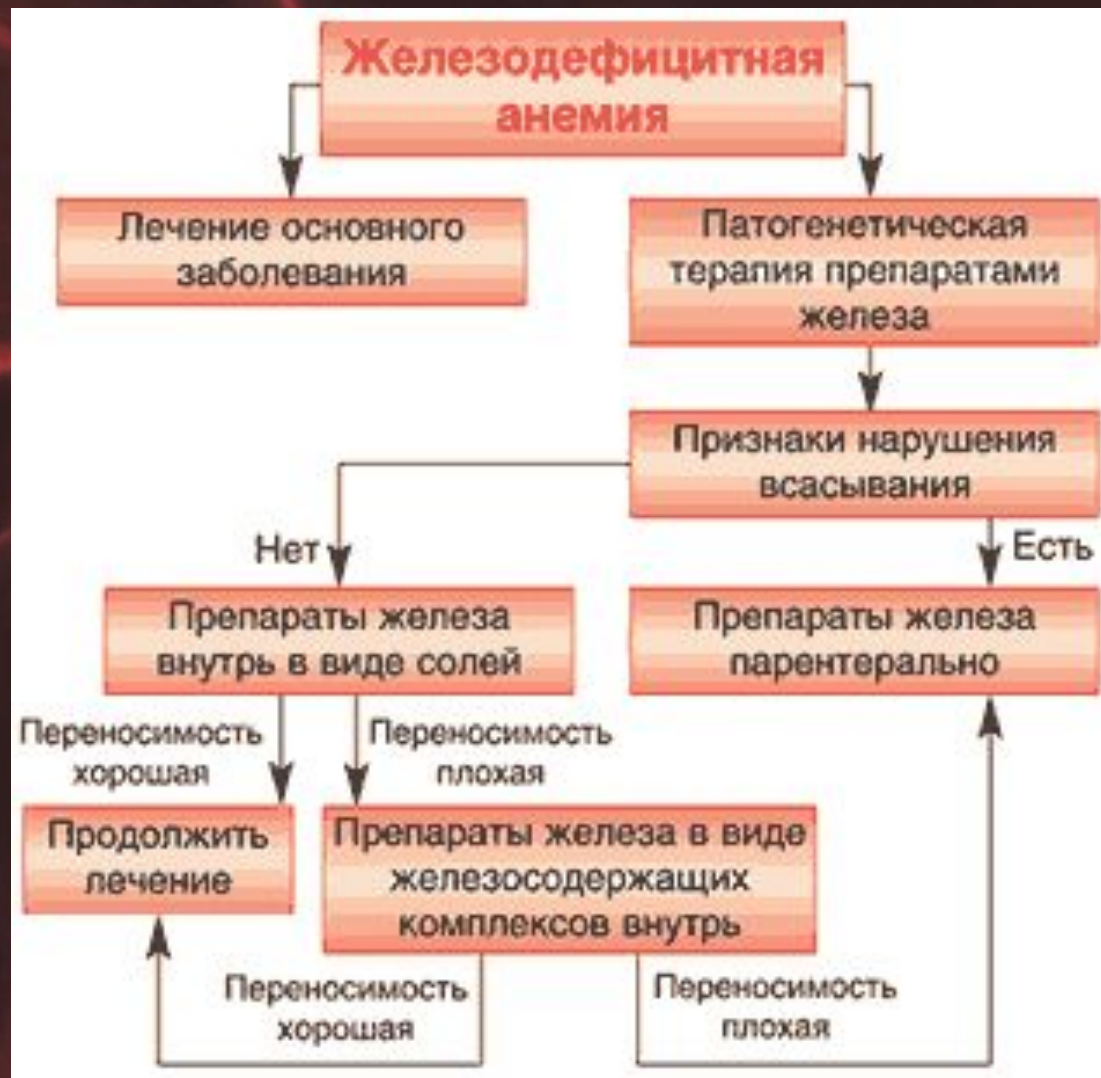 Железодефицитная
анемия
Лечение основного
заболевания
Патогенетическая
терапия препаратами
железа
Признаки нарушения
всасывания
Нет
Есть
Препараты железа
внутрь в виде солей
Препараты железа
парентерально
Переносимость
хорошая
Переносимость
плохая
Продолжить
лечение
Препараты железа в виде
железосодержащих
комплексов внутрь
Переносимость
хорошая
Переносимость
плохая